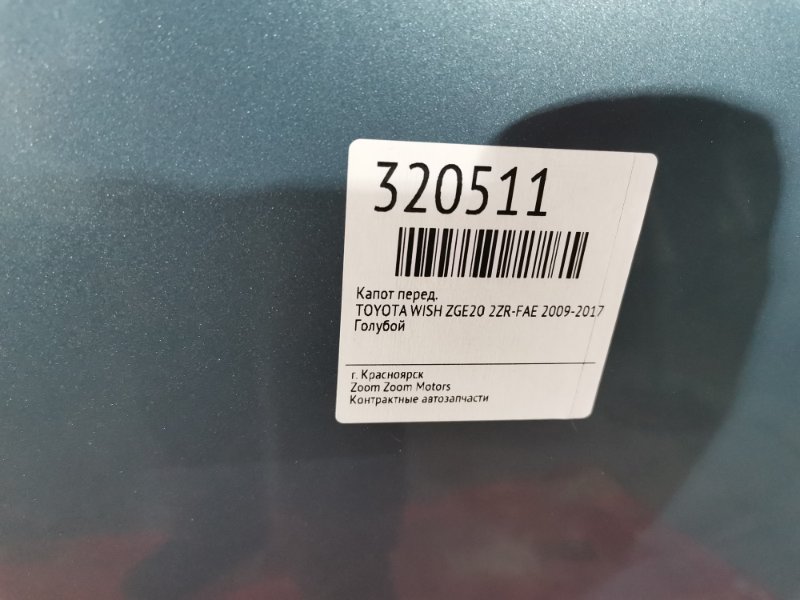 320511
Капот перед.
TOYOTA WISH ZGE20 2ZR-FAE 2009-2017
Голубой
г. Красноярск
Zoom Zoom Motors
Контрактные автозапчасти